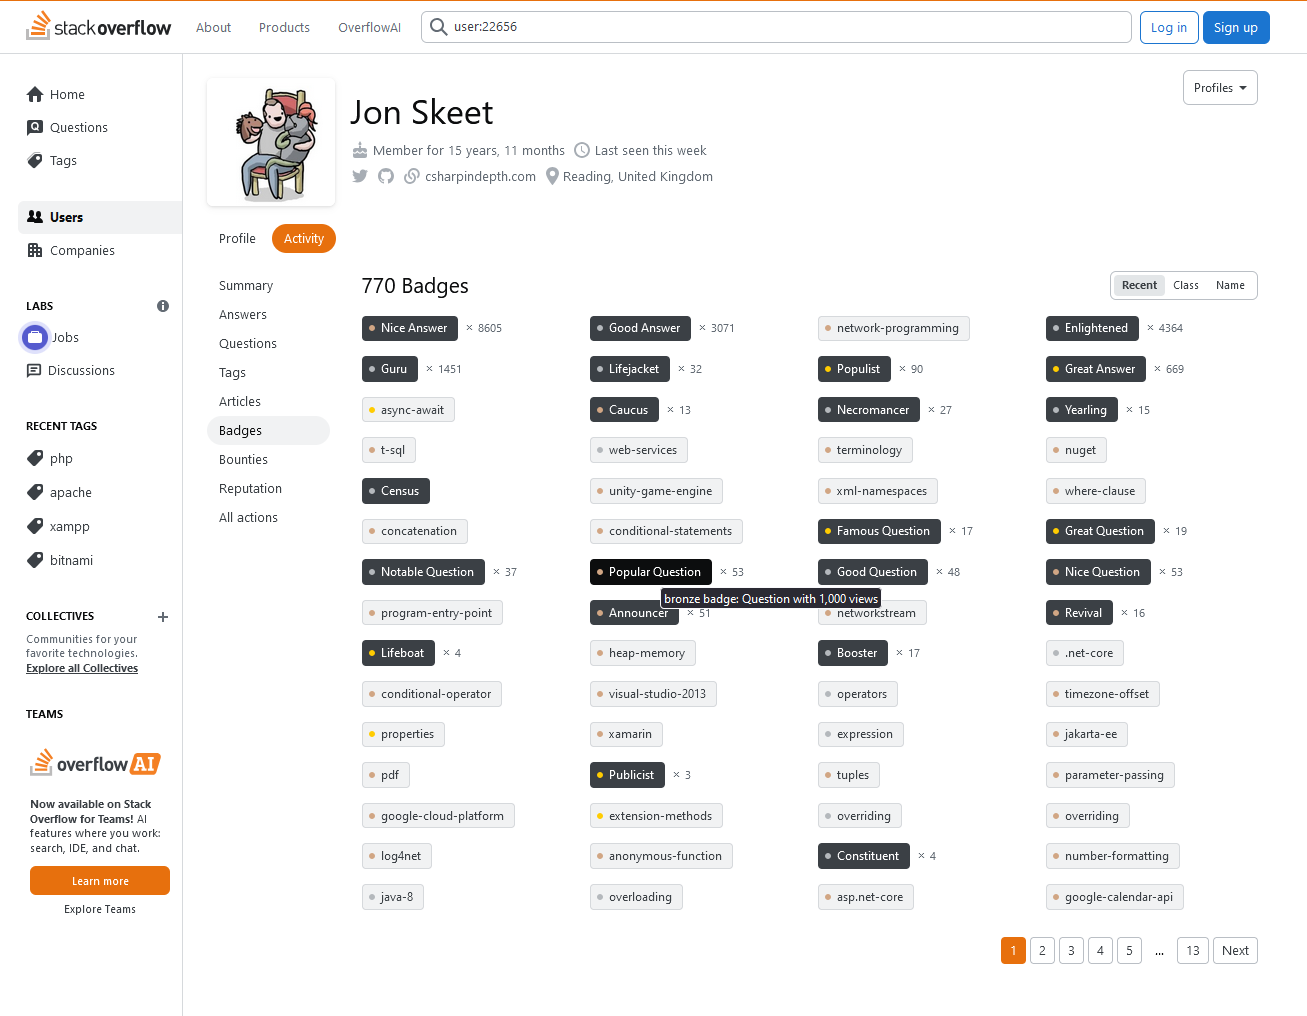 stackoverflow
About
Products
OverflowAI
user:22656
Log in
Sign up
Home
Questions
Tags
Users
Companies
LABS
Jobs
Discussions
RECENT TAGS
php
apache
xampp
bitnami
COLLECTIVES
Communities for your
favorite technologies.
Explore all Collectives
TEAMS
overflow AI
Now available on Stack
Overflow for Teams! AI
features where you work:
search, IDE, and chat.
Learn more
Explore Teams
Profiles
Jon Skeet
Member for 15 years, 11 months Last seen this week
csharpindepth.com Reading, United Kingdom
Profile
Activity
Summary
Answers
Questions
Tags
Articles
Badges
Bounties
Reputation
All actions
770 Badges
Recent Class Name
Nice Answer × 8605
Good Answer × 3071
network-programming
Enlightened × 4364
Guru × 1451
Lifejacket × 32
Populist × 90
Great Answer × 669
async-await
Caucus × 13
Necromancer × 27
Yearling × 15
t-sql
web-services
terminology
nuget
Census
unity-game-engine
xml-namespaces
where-clause
concatenation
conditional-statements
Famous Question × 17
Great Question × 19
Notable Question × 37
Popular Question × 53
Good Question × 48
Nice Question × 53
bronze badge: Question with 1,000 views
program-entry-point
Announcer × 51
networkstream
Revival × 16
Lifeboat × 4
heap-memory
Booster × 17
.net-core
conditional-operator
visual-studio-2013
operators
timezone-offset
properties
xamarin
expression
jakarta-ee
pdf
Publicist × 3
tuples
parameter-passing
google-cloud-platform
extension-methods
overriding
overriding
log4net
anonymous-function
Constituent × 4
number-formatting
java-8
overloading
asp.net-core
google-calendar-api
1 2 3 4 5 ... 13 Next